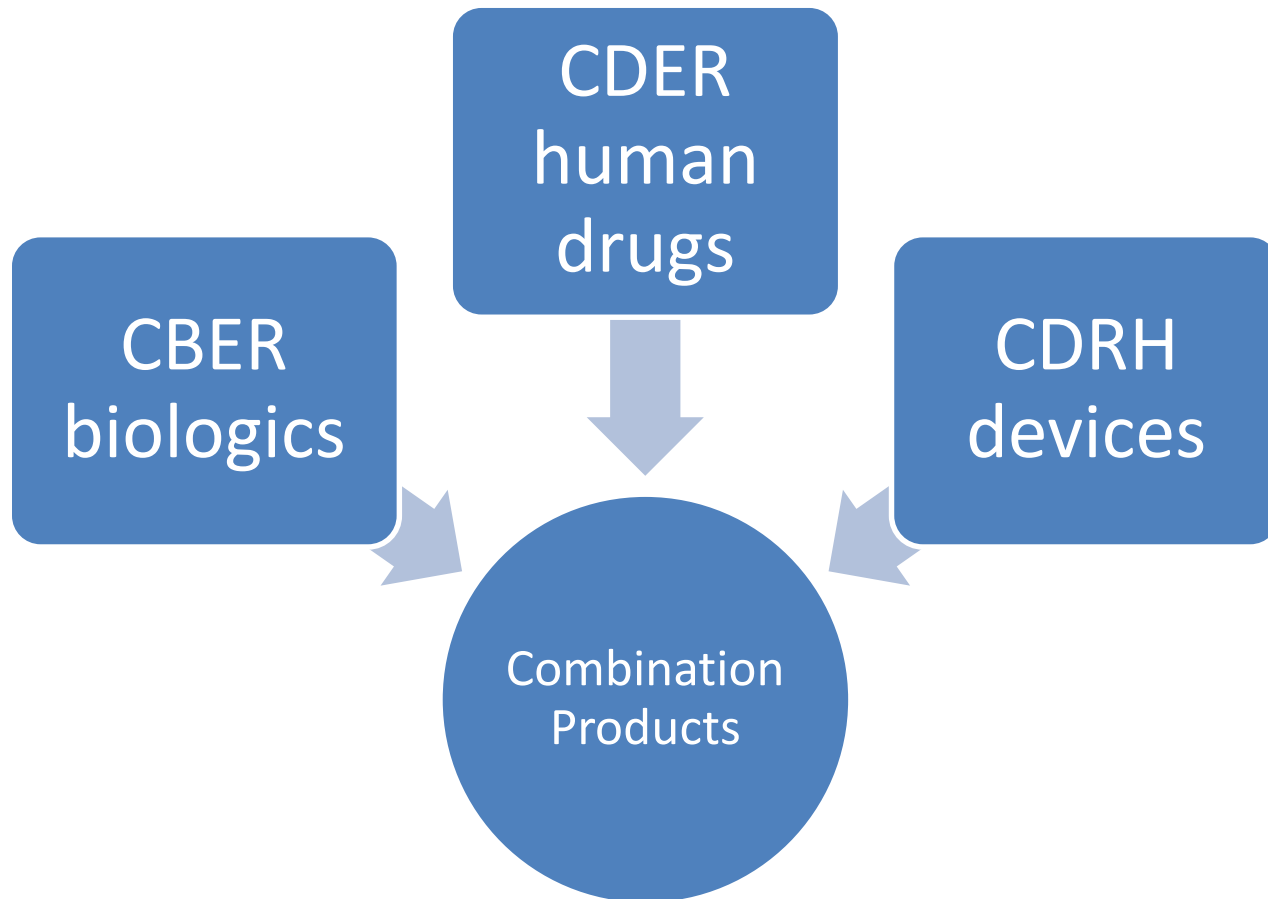 CDER
human
drugs
CBER
biologics
CDRH
devices
Combination
Products